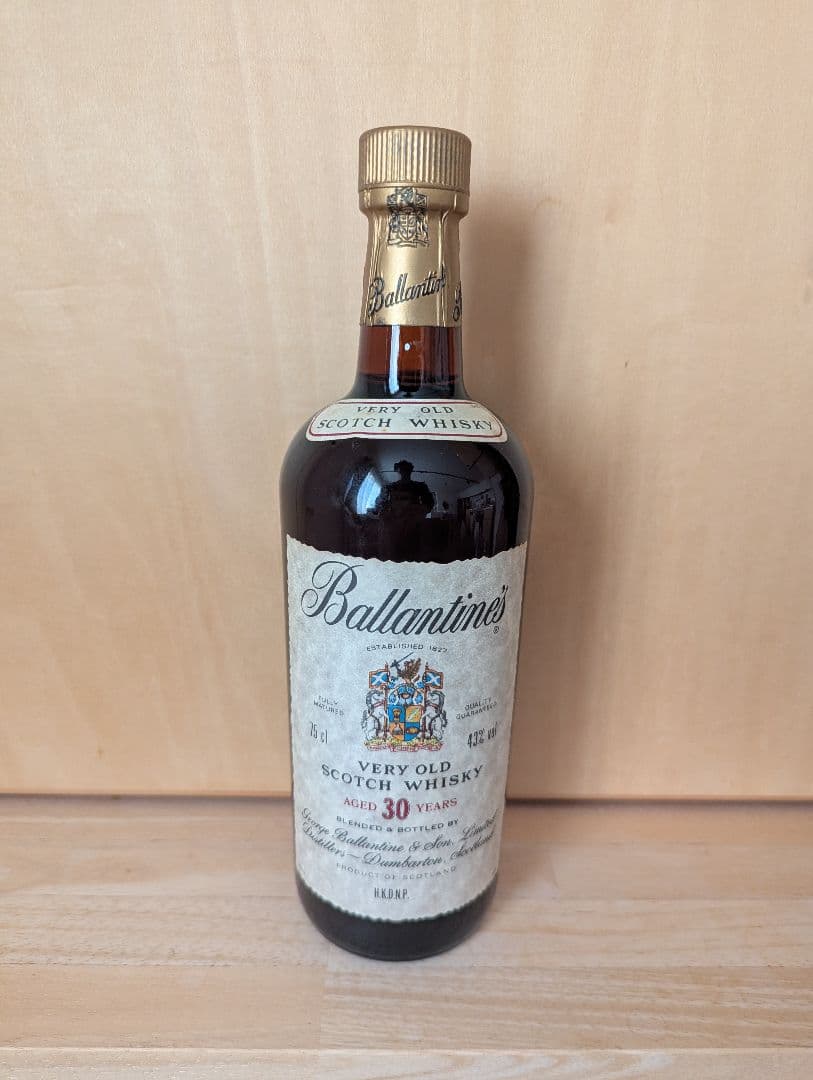 Ballantine
VERY OLD
SCOTCH WHISKY
Ballantine's
®
ESTABLISHED 1827
FULLY
MATURED
QUALITY
GUARANTEED
75 cl
43% vol
VERY OLD
SCOTCH WHISKY
AGED 30 YEARS
BLENDED & BOTTLED BY
George Ballantine & Son, Limited
Distillers — Dumbarton, Scotland
PRODUCT OF SCOTLAND
H.K.D.N.P.